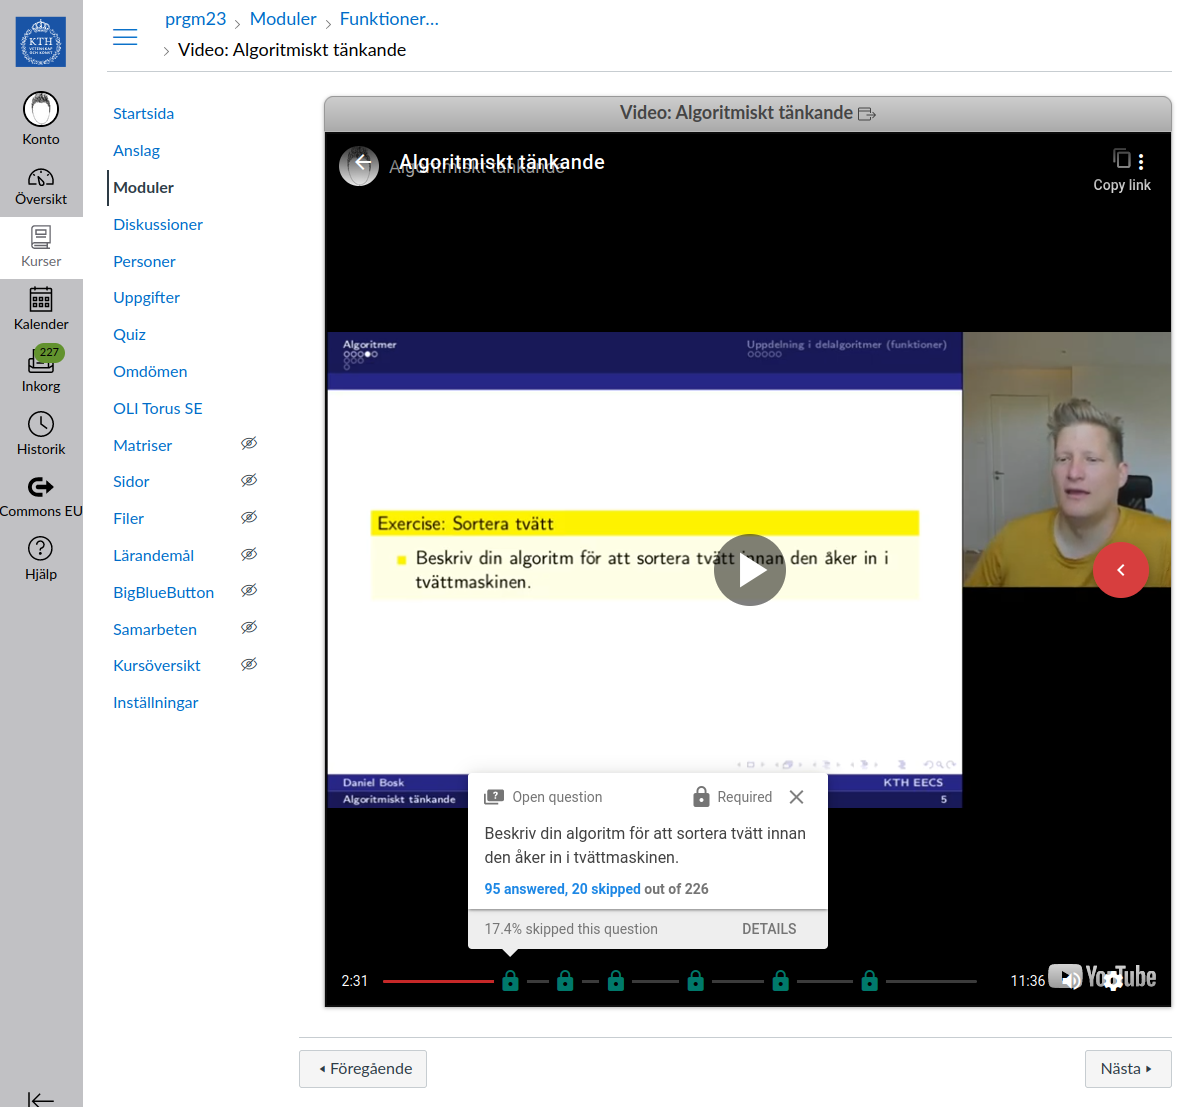 prgm23 > Moduler > Funktioner...
> Video: Algoritmiskt tänkande
KTH
VETENSKAP
OCH KONST
Konto
Översikt
Kurser
Kalender
227
Inkorg
Historik
Commons EU
Hjälp
Startsida
Anslag
Moduler
Diskussioner
Personer
Uppgifter
Quiz
Omdömen
OLI Torus SE
Matriser
Sidor
Filer
Lärandemål
BigBlueButton
Samarbeten
Kursöversikt
Inställningar
Video: Algoritmiskt tänkande
Algoritmiskt tänkande
Algoritmiskt tänkande
Copy link
Algoritmer
Uppdelning i delalgoritmer (funktioner)
Exercise: Sortera tvätt
Beskriv din algoritm för att sortera tvätt innan den åker in i
tvättmaskinen.
Daniel Bosk
KTH EECS
Algoritmiskt tänkande
5
Open question
Required
Beskriv din algoritm för att sortera tvätt innan
den åker in i tvättmaskinen.
95 answered, 20 skipped out of 226
17.4% skipped this question
DETAILS
2:31
11:36
YouTube
Föregående
Nästa